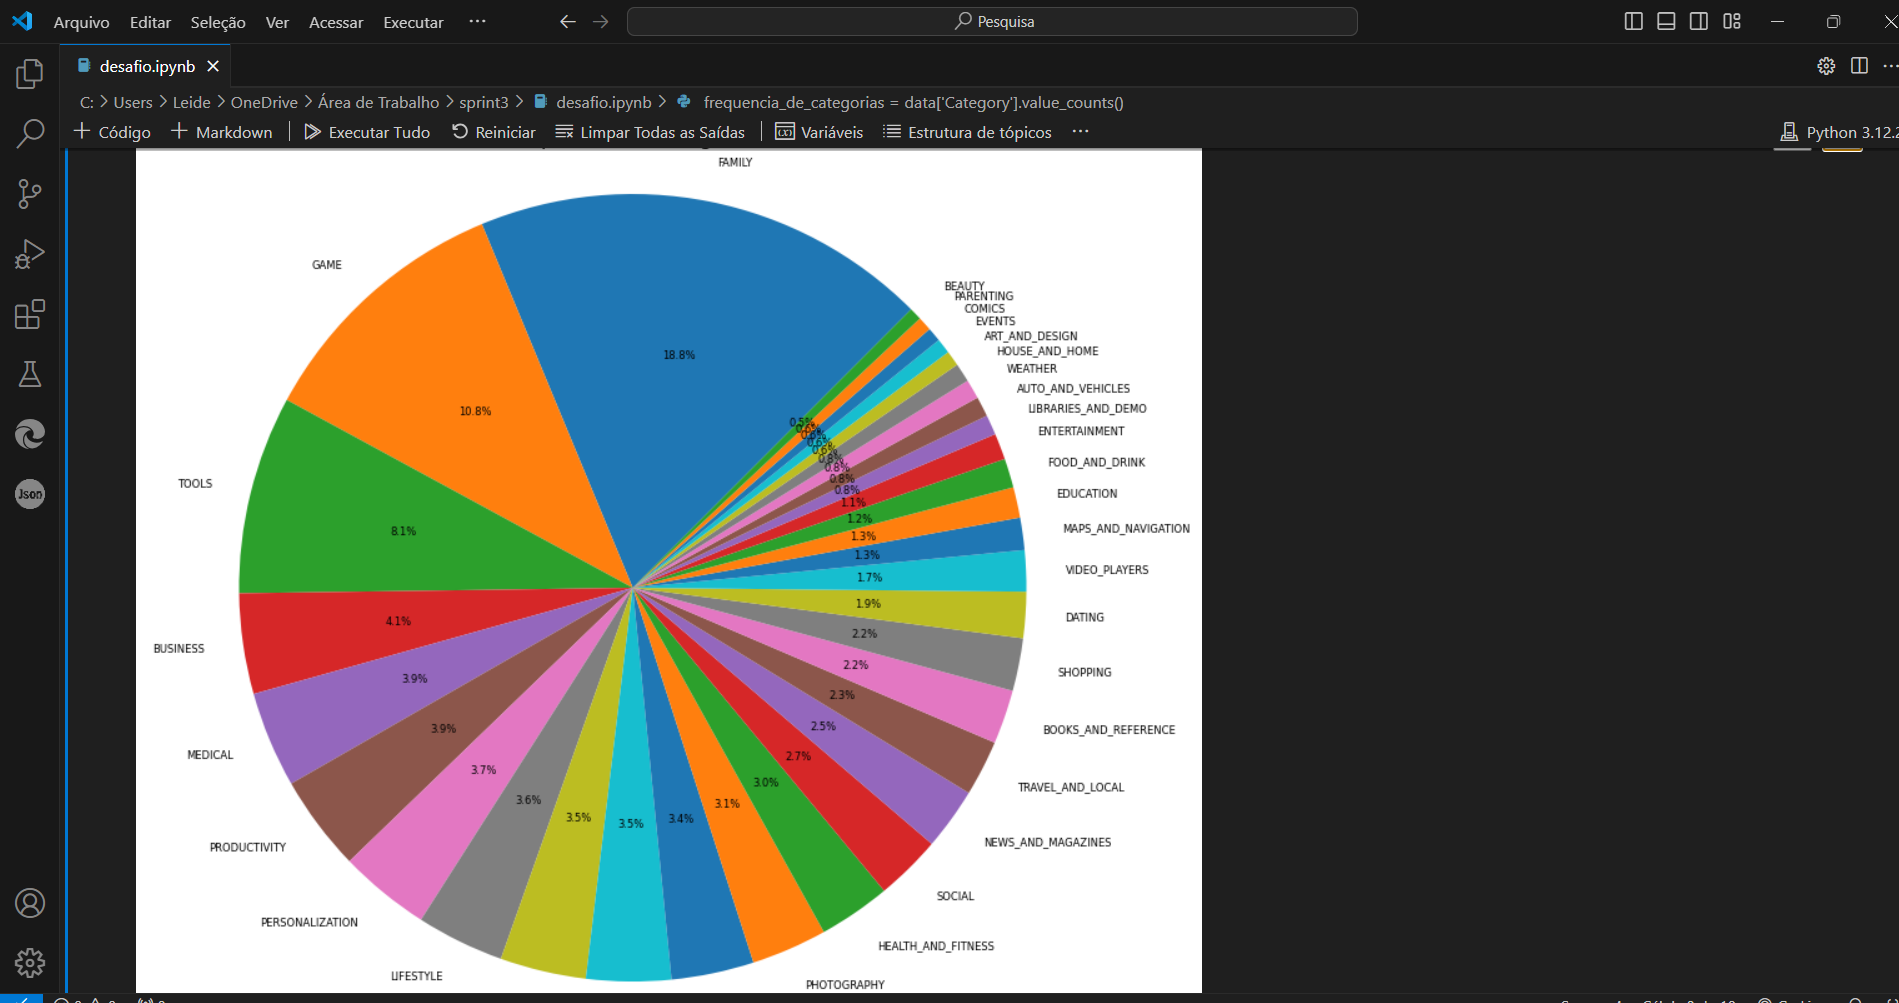 Arquivo Editar Seleção Ver Acessar Executar ··· Pesquisa
desafio.ipynb
C: > Users > Leide > OneDrive > Área de Trabalho > sprint3 > desafio.ipynb > frequencia_de_categorias = data['Category'].value_counts()
+ Código + Markdown Executar Tudo Reiniciar Limpar Todas as Saídas Variáveis Estrutura de tópicos ··· Python 3.12.2
Json
FAMILY
GAME
BEAUTY
PARENTING
COMICS
EVENTS
ART_AND_DESIGN
HOUSE_AND_HOME
WEATHER
AUTO_AND_VEHICLES
LIBRARIES_AND_DEMO
ENTERTAINMENT
FOOD_AND_DRINK
EDUCATION
MAPS_AND_NAVIGATION
VIDEO_PLAYERS
DATING
SHOPPING
BOOKS_AND_REFERENCE
TRAVEL_AND_LOCAL
NEWS_AND_MAGAZINES
SOCIAL
HEALTH_AND_FITNESS
PHOTOGRAPHY
LIFESTYLE
PERSONALIZATION
PRODUCTIVITY
MEDICAL
BUSINESS
TOOLS
18.8%
10.8%
8.1%
4.1%
3.9%
3.9%
3.7%
3.6%
3.5%
3.5%
3.4%
3.1%
3.0%
2.7%
2.5%
2.3%
2.2%
2.2%
1.9%
1.7%
1.3%
1.3%
1.2%
1.1%
0.8%
0.8%
0.8%
0.8%
0.6%
0.6%
0.6%
0.6%
0.5%